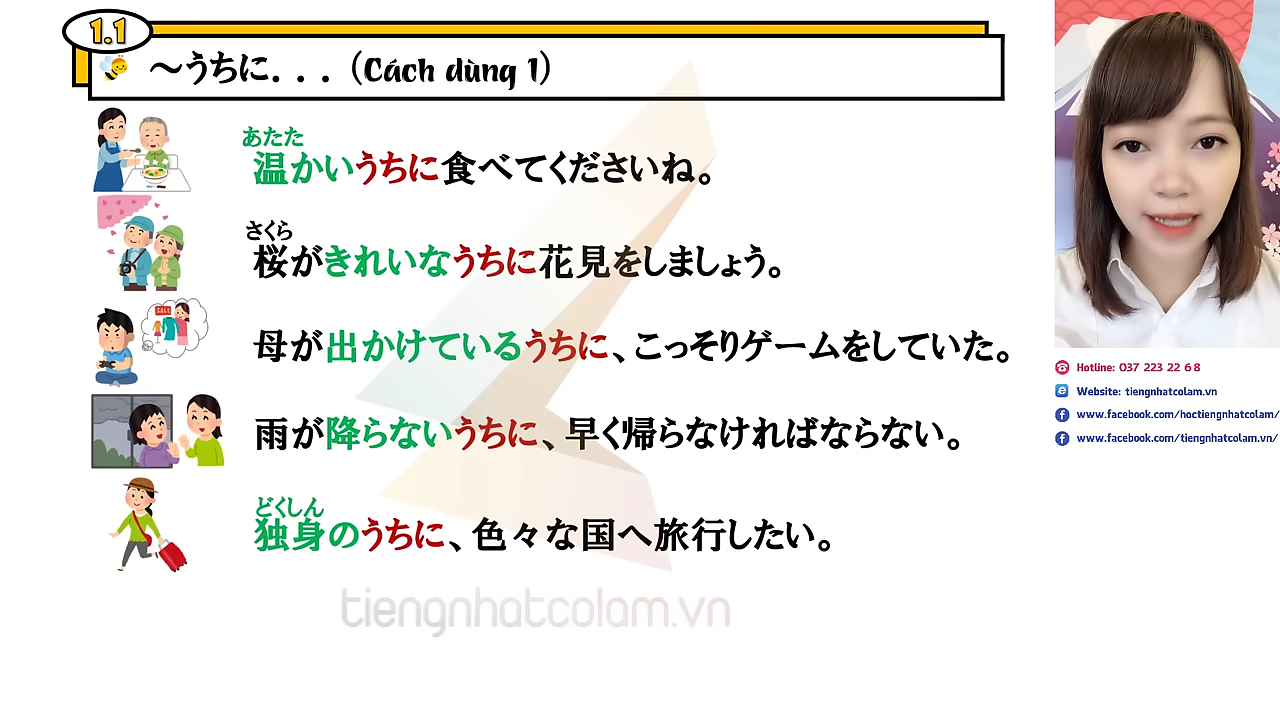 1.1
～うちに...（Cách dùng 1）
あたた
温かいうちに食べてくださいね。
さくら
桜がきれいなうちに花見をしましょう。
SALE
母が出かけているうちに、こっそりゲームをしていた。
雨が降らないうちに、早く帰らなければならない。
どくしん
独身のうちに、色々な国へ旅行したい。
tiengnhatcolam.vn
Hotline: 037 223 22 68
Website: tiengnhatcolam.vn
www.facebook.com/hoctiengnhatcolam/
www.facebook.com/tiengnhatcolam.vn/